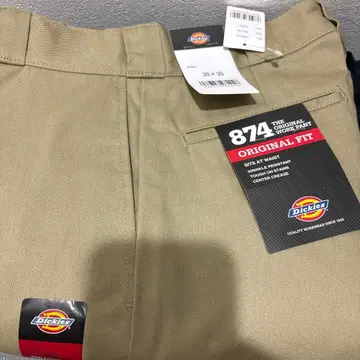 Dickies
30 × 30
874 THE ORIGINAL WORK PANT
ORIGINAL FIT
SITS AT WAIST
WRINKLE RESISTANT
TOUGH ON STAINS
CENTER CREASE
Dickies
QUALITY WORKWEAR SINCE 1922
Dickies